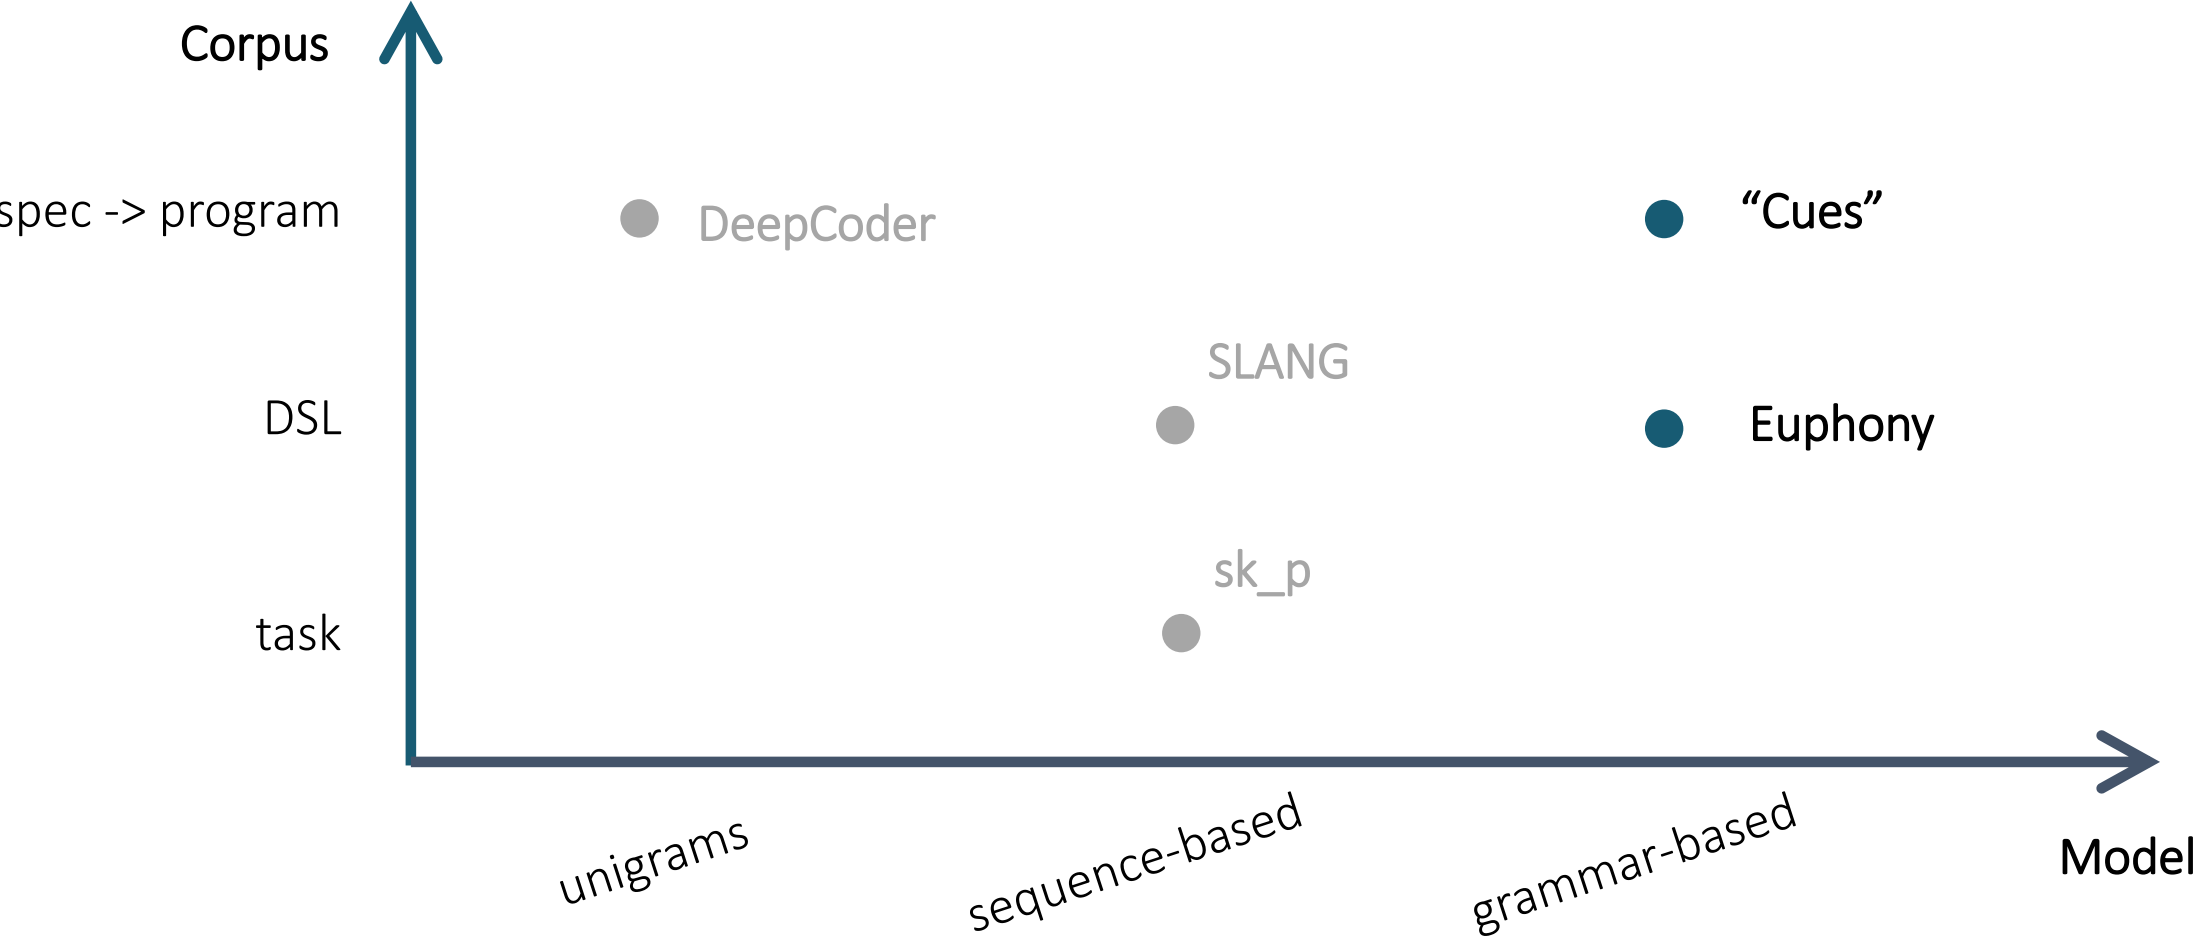 Corpus
spec -> program
DeepCoder
“Cues”
SLANG
DSL
Euphony
sk_p
task
unigrams
sequence-based
grammar-based
Model